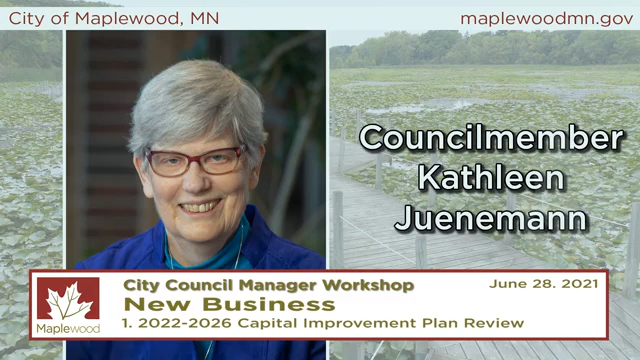 City of Maplewood, MN
maplewoodmn.gov
Councilmember
Kathleen
Juenemann
City Council Manager Workshop
June 28. 2021
New Business
1. 2022-2026 Capital Improvement Plan Review
Maplewood